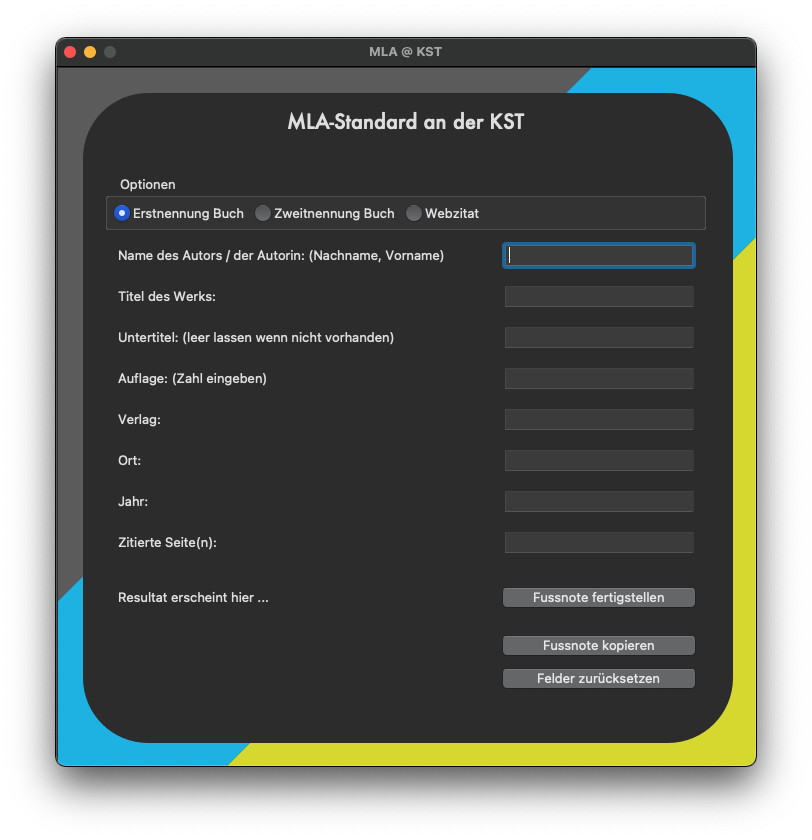 MLA @ KST
MLA-Standard an der KST
Optionen
Erstnennung Buch Zweitnennung Buch Webzitat
Name des Autors / der Autorin: (Nachname, Vorname)
Titel des Werks:
Untertitel: (leer lassen wenn nicht vorhanden)
Auflage: (Zahl eingeben)
Verlag:
Ort:
Jahr:
Zitierte Seite(n):
Resultat erscheint hier ... Fussnote fertigstellen
Fussnote kopieren
Felder zurücksetzen